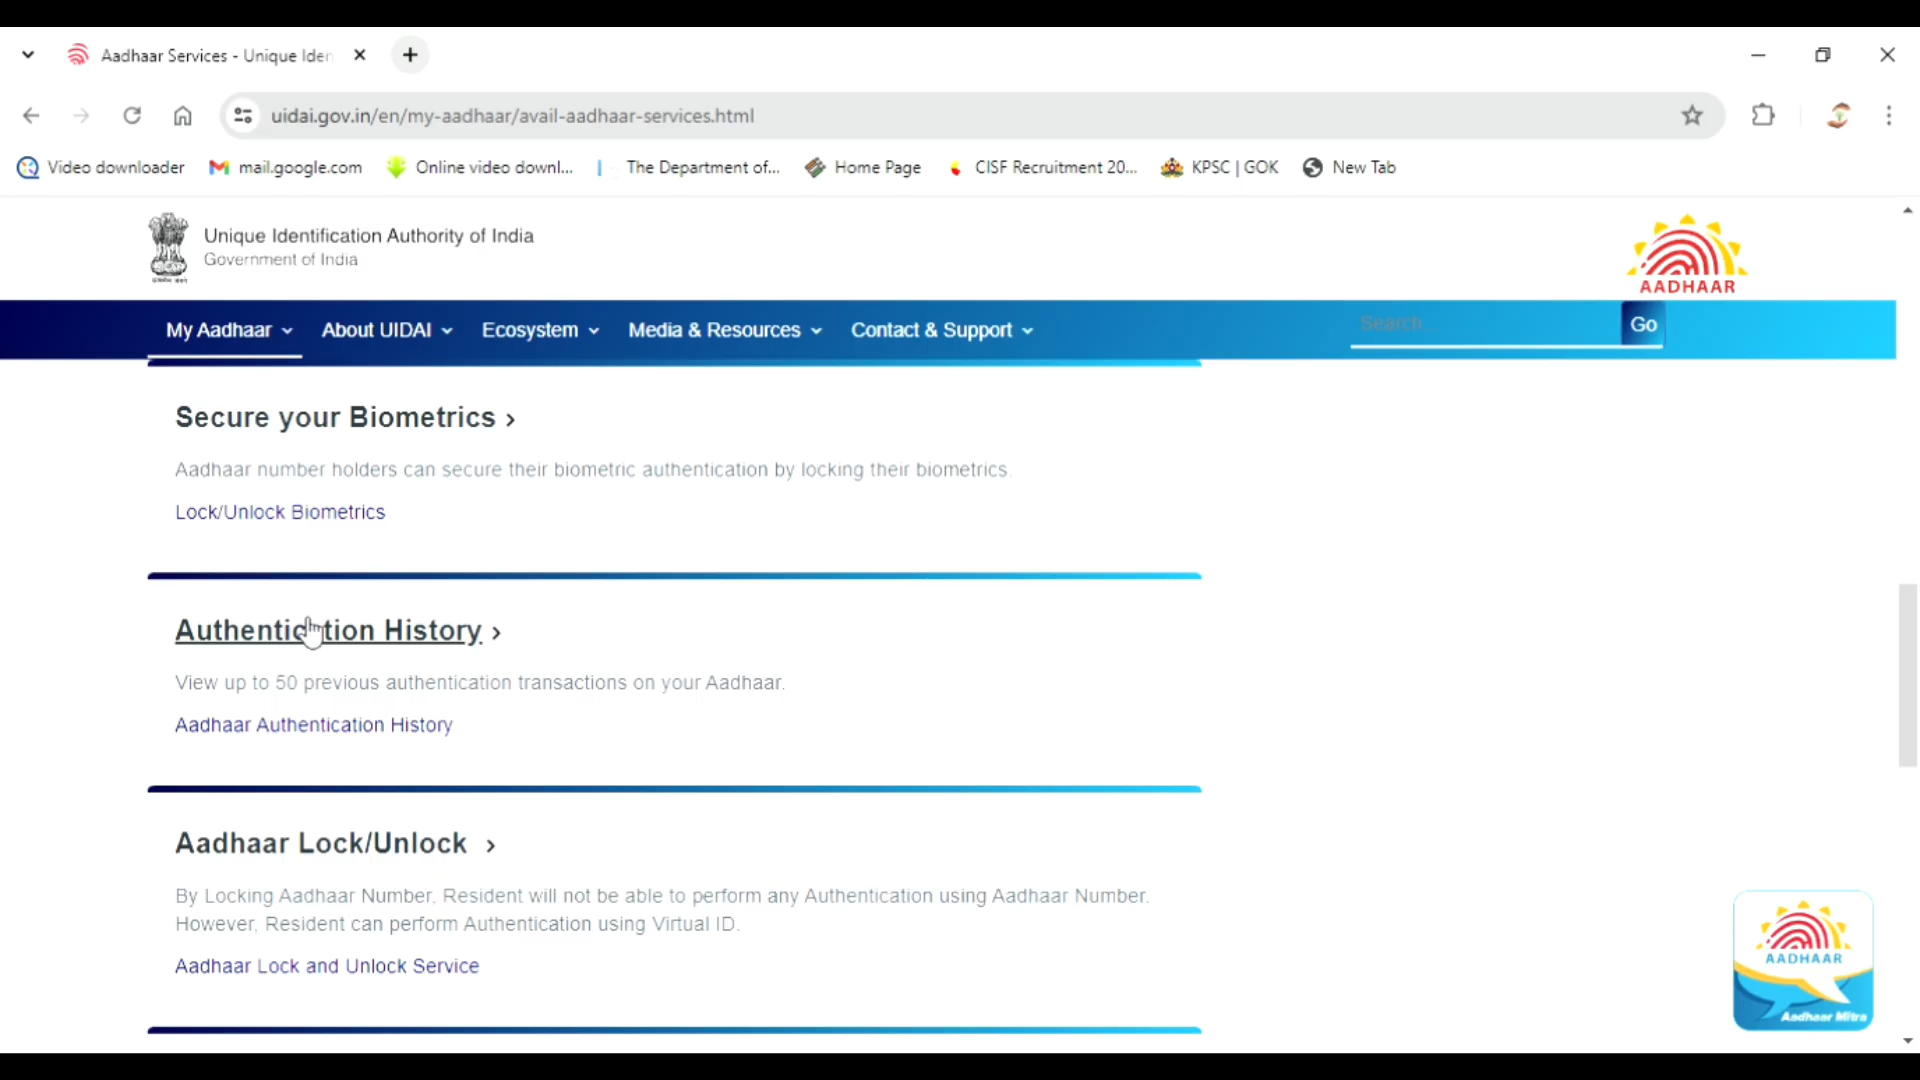 Aadhaar Services - Unique Iden
uidai.gov.in/en/my-aadhaar/avail-aadhaar-services.html
Video downloader
mail.google.com
Online video downl...
The Department of...
Home Page
CISF Recruitment 20...
KPSC | GOK
New Tab
Unique Identification Authority of India
Government of India
AADHAAR
My Aadhaar
About UIDAI
Ecosystem
Media & Resources
Contact & Support
Search...
Go
Secure your Biometrics ›
Aadhaar number holders can secure their biometric authentication by locking their biometrics.
Lock/Unlock Biometrics
Authentication History ›
View up to 50 previous authentication transactions on your Aadhaar.
Aadhaar Authentication History
Aadhaar Lock/Unlock ›
By Locking Aadhaar Number, Resident will not be able to perform any Authentication using Aadhaar Number.
However, Resident can perform Authentication using Virtual ID.
Aadhaar Lock and Unlock Service
AADHAAR
Aadhaar Mitra